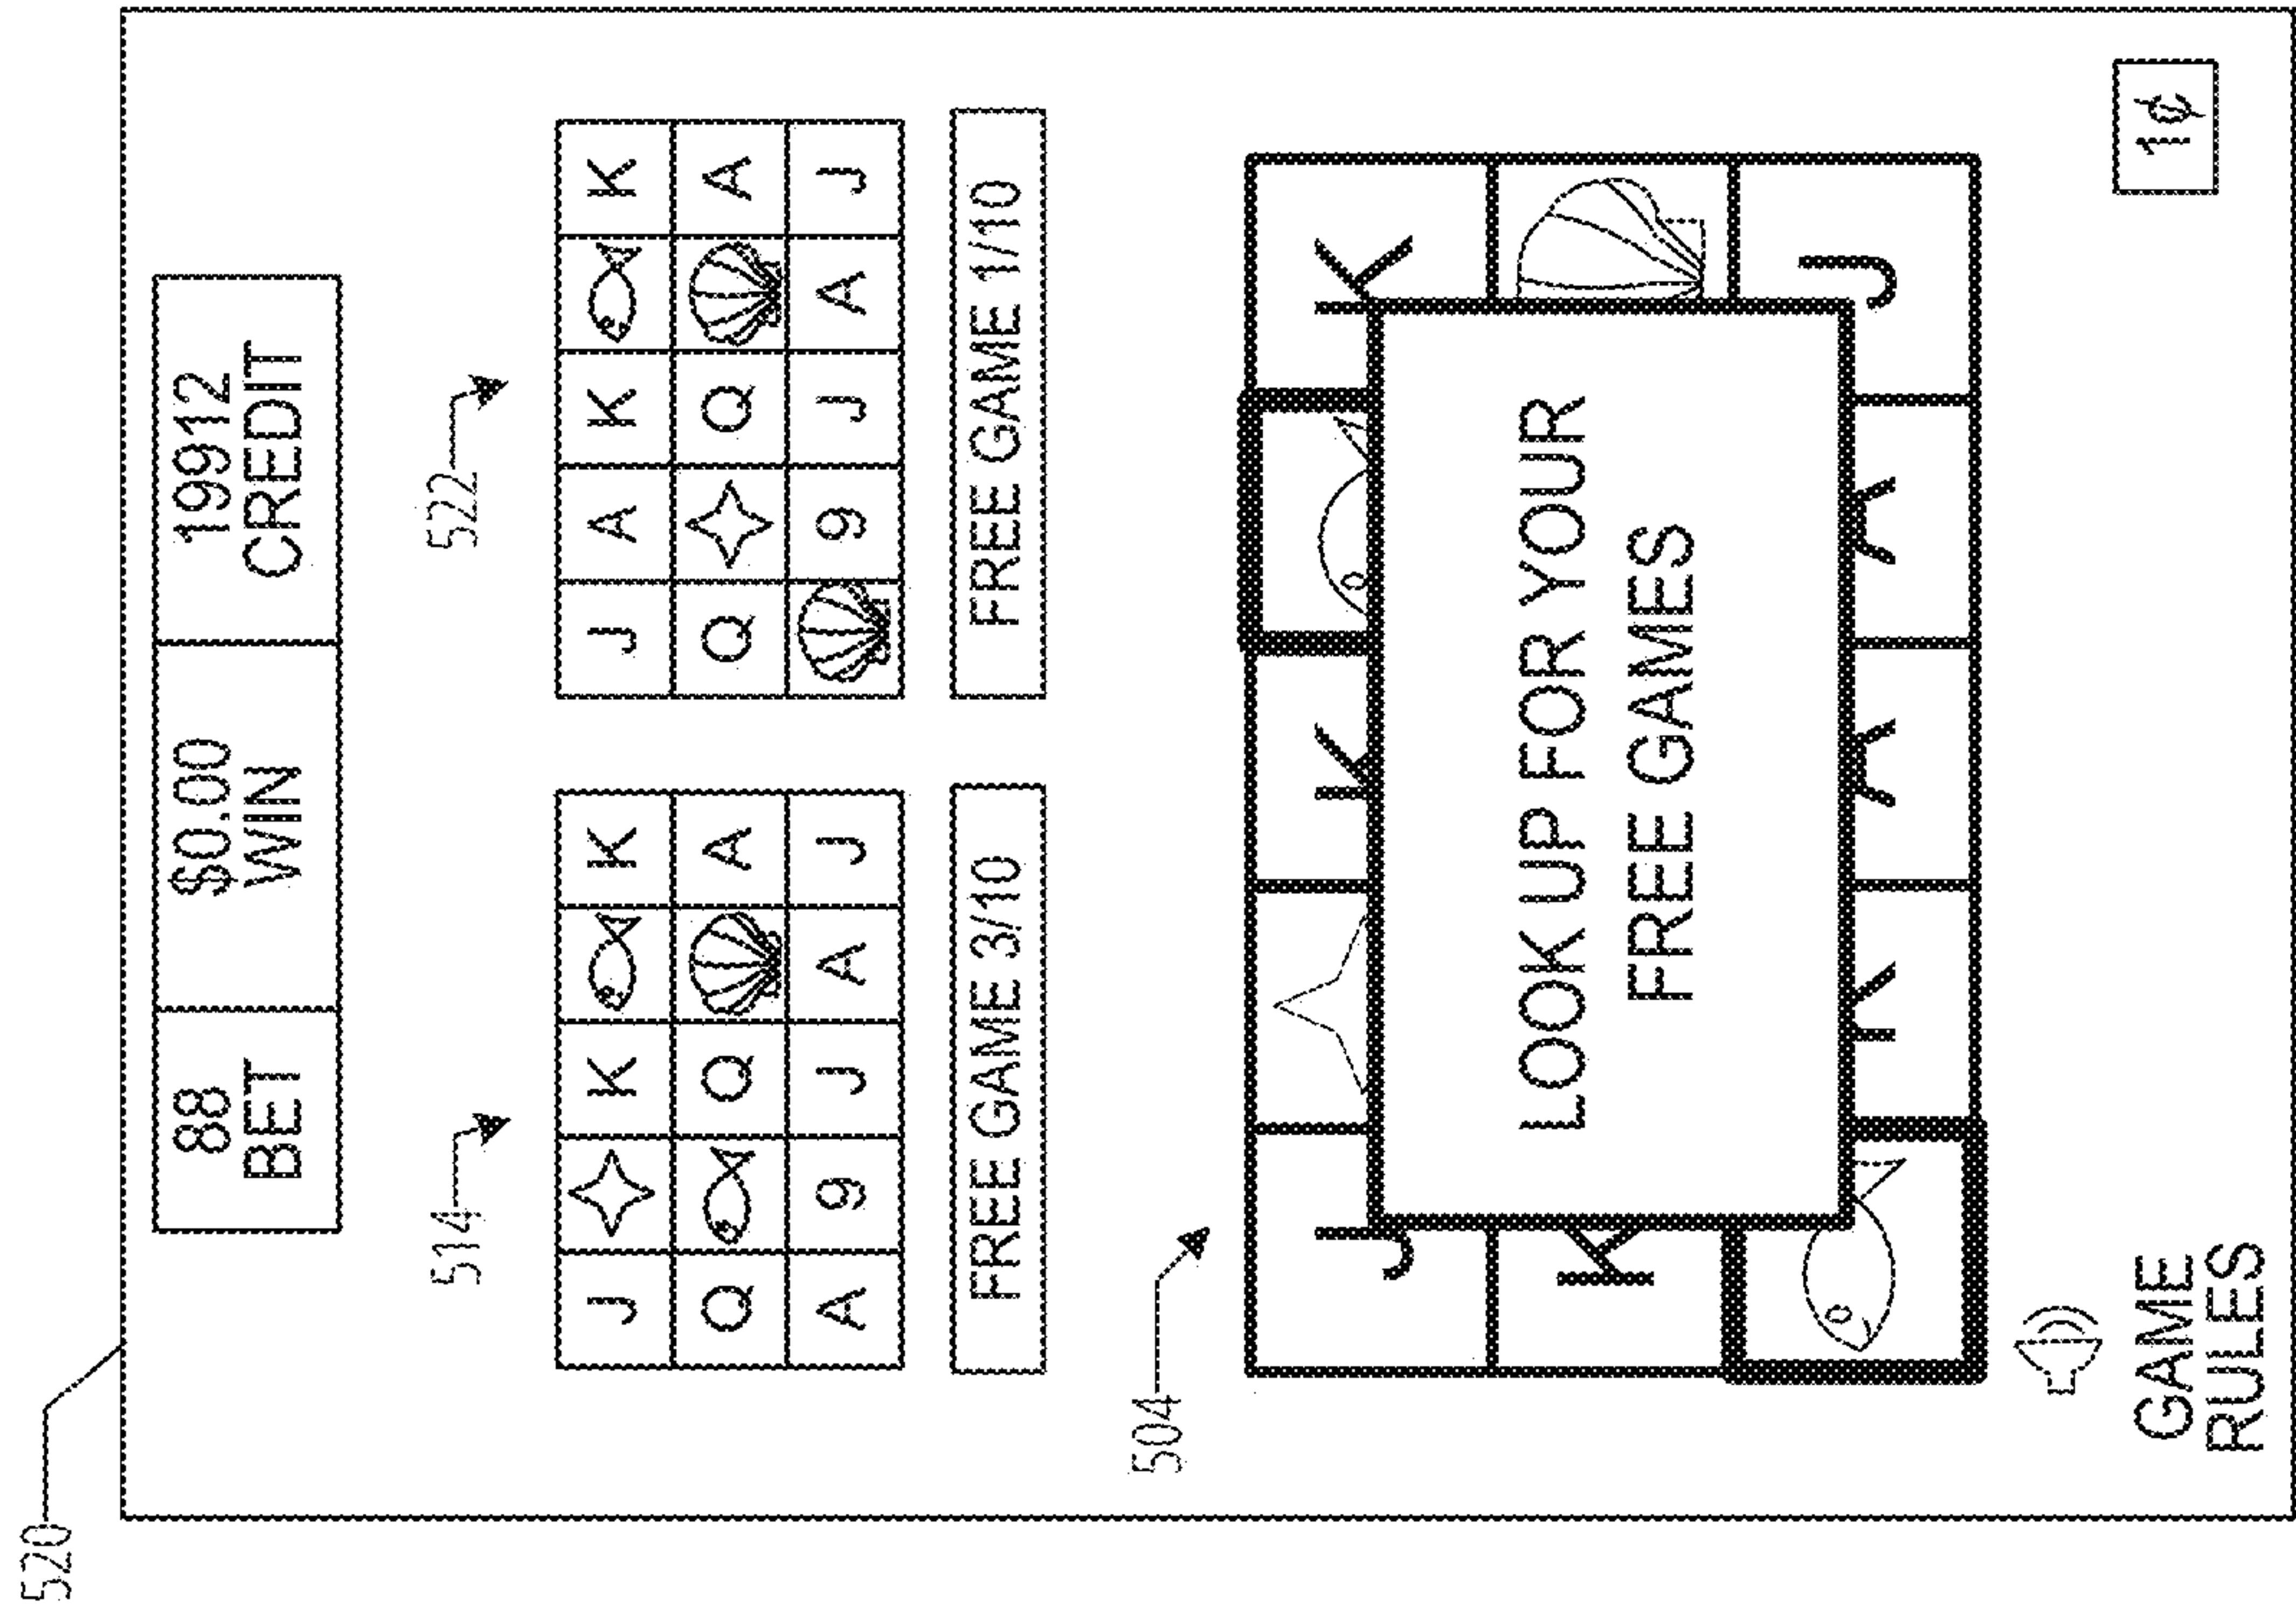 520
88 $0.00 19912
BET WIN CREDIT
514 522
J K K J A K K
Q Q A Q Q A
A 9 J A J 9 J A J
FREE GAME 3/10 FREE GAME 1/10
504
J K K
K
LOOK UP FOR YOUR
FREE GAMES
K A A J
GAME
RULES
1¢